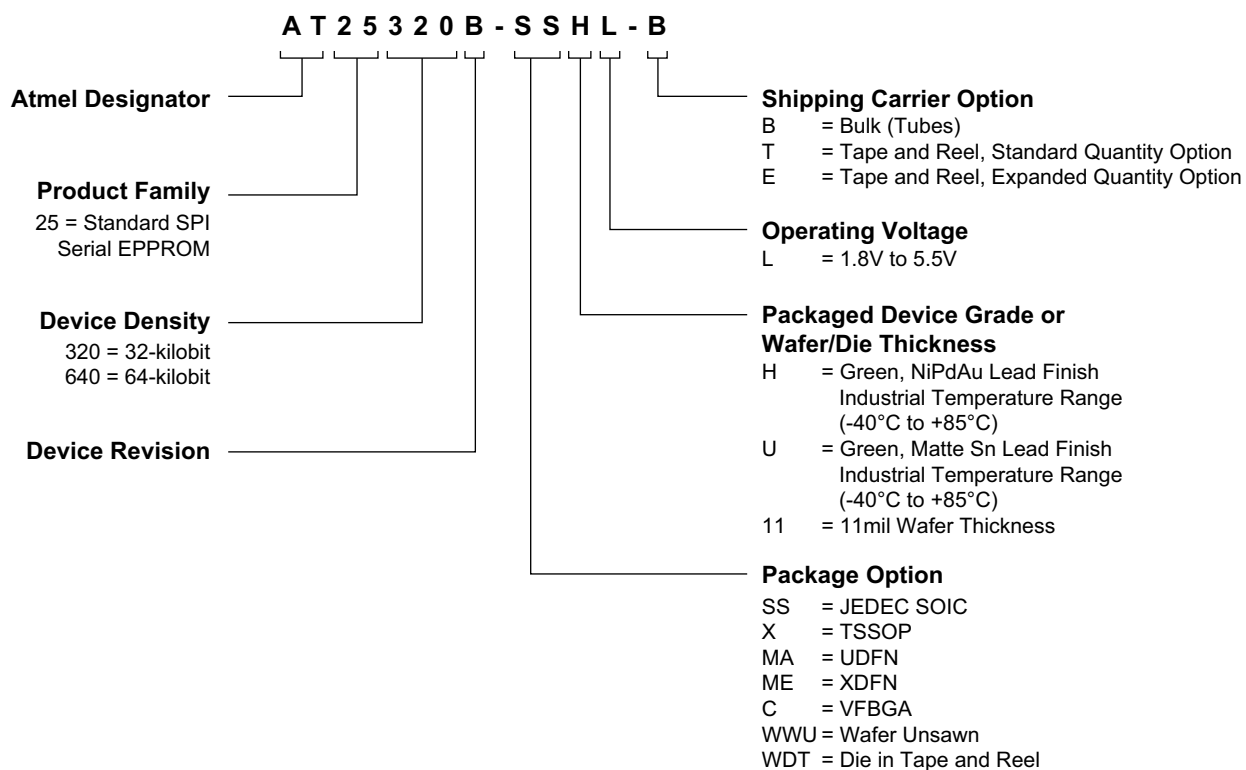 AT25320B-SSHL-B
Atmel Designator
Product Family
25 = Standard SPI
Serial EPPROM
Device Density
320 = 32-kilobit
640 = 64-kilobit
Device Revision
Shipping Carrier Option
B = Bulk (Tubes)
T = Tape and Reel, Standard Quantity Option
E = Tape and Reel, Expanded Quantity Option
Operating Voltage
L = 1.8V to 5.5V
Packaged Device Grade or
Wafer/Die Thickness
H = Green, NiPdAu Lead Finish
Industrial Temperature Range
(-40°C to +85°C)
U = Green, Matte Sn Lead Finish
Industrial Temperature Range
(-40°C to +85°C)
11 = 11mil Wafer Thickness
Package Option
SS = JEDEC SOIC
X = TSSOP
MA = UDFN
ME = XDFN
C = VFBGA
WWU = Wafer Unsawn
WDT = Die in Tape and Reel